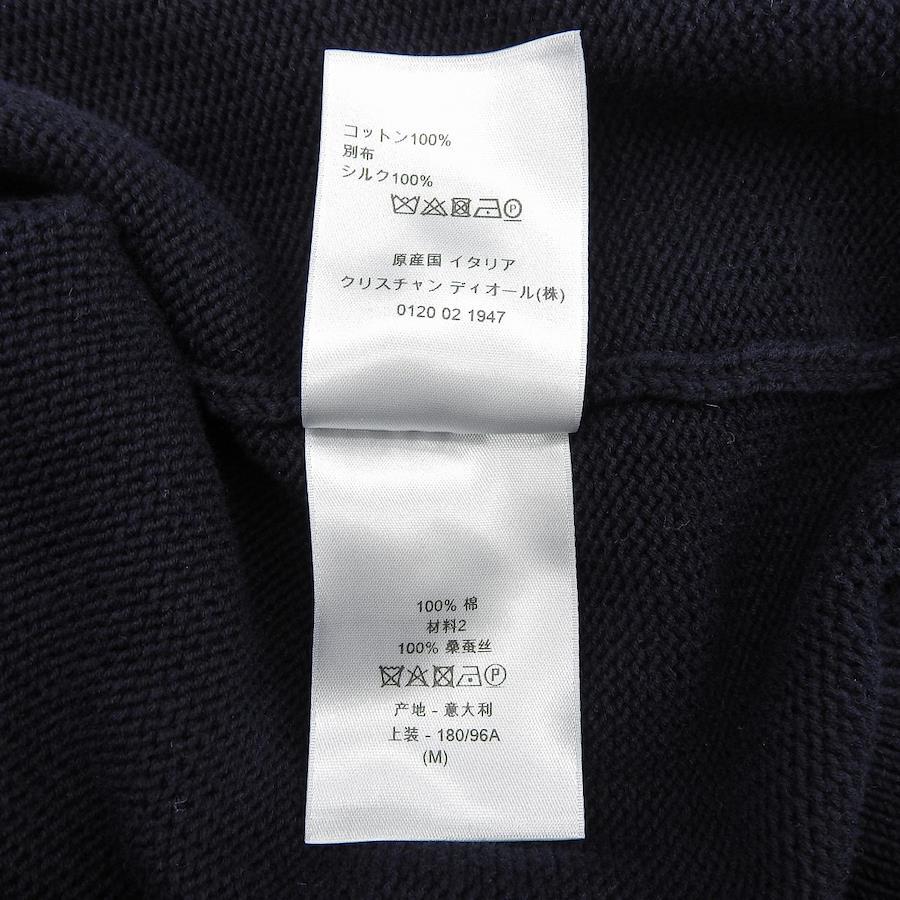 コットン100%
別布
シルク100%
P
原産国 イタリア
クリスチャン ディオール(株)
0120 02 1947
100% 棉
材料2
100% 桑蚕丝
P
产地 - 意大利
上装 - 180/96A
(M)